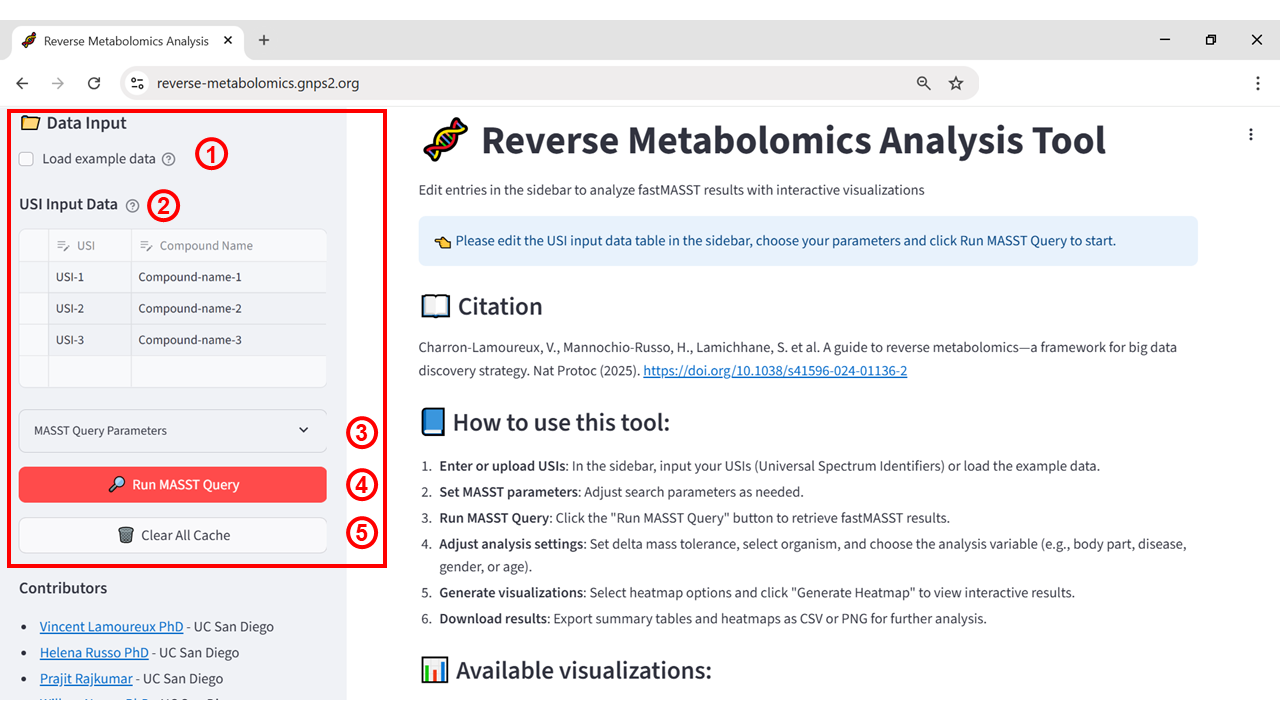 Reverse Metabolomics Analysis
reverse-metabolomics.gnps2.org
Data Input
Load example data
1
USI Input Data
2
USI Compound Name
USI-1 Compound-name-1
USI-2 Compound-name-2
USI-3 Compound-name-3
MASST Query Parameters
3
Run MASST Query
4
Clear All Cache
5
Contributors
• Vincent Lamoureux PhD - UC San Diego
• Helena Russo PhD - UC San Diego
• Prajit Rajkumar - UC San Diego
Reverse Metabolomics Analysis Tool
Edit entries in the sidebar to analyze fastMASST results with interactive visualizations
Please edit the USI input data table in the sidebar, choose your parameters and click Run MASST Query to start.
Citation
Charron-Lamoureux, V., Mannochio-Russo, H., Lamichhane, S. et al. A guide to reverse metabolomics—a framework for big data
discovery strategy. Nat Protoc (2025). https://doi.org/10.1038/s41596-024-01136-2
How to use this tool:
1. Enter or upload USIs: In the sidebar, input your USIs (Universal Spectrum Identifiers) or load the example data.
2. Set MASST parameters: Adjust search parameters as needed.
3. Run MASST Query: Click the "Run MASST Query" button to retrieve fastMASST results.
4. Adjust analysis settings: Set delta mass tolerance, select organism, and choose the analysis variable (e.g., body part, disease,
gender, or age).
5. Generate visualizations: Select heatmap options and click "Generate Heatmap" to view interactive results.
6. Download results: Export summary tables and heatmaps as CSV or PNG for further analysis.
Available visualizations: